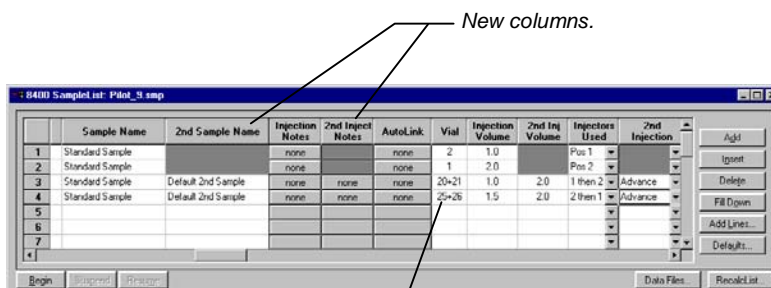 New columns.
8400 SampleList: Pilot_9.smp
Sample Name 2nd Sample Name Injection Notes 2nd Inject Notes AutoLink Vial Injection Volume 2nd Inj Volume Injectors Used 2nd Injection
1 Standard Sample none none 2 1.0 Pos 1
2 Standard Sample none none 1 2.0 Pos 2
3 Standard Sample Default 2nd Sample none none none 20+21 1.0 2.0 1 then 2 Advance
4 Standard Sample Default 2nd Sample none none none 25+26 1.5 2.0 2 then 1 Advance
5
6
7
Add
Insert
Delete
Fill Down
Add Lines...
Defaults...
Begin Suspend Resume Data Files... RecalcList...